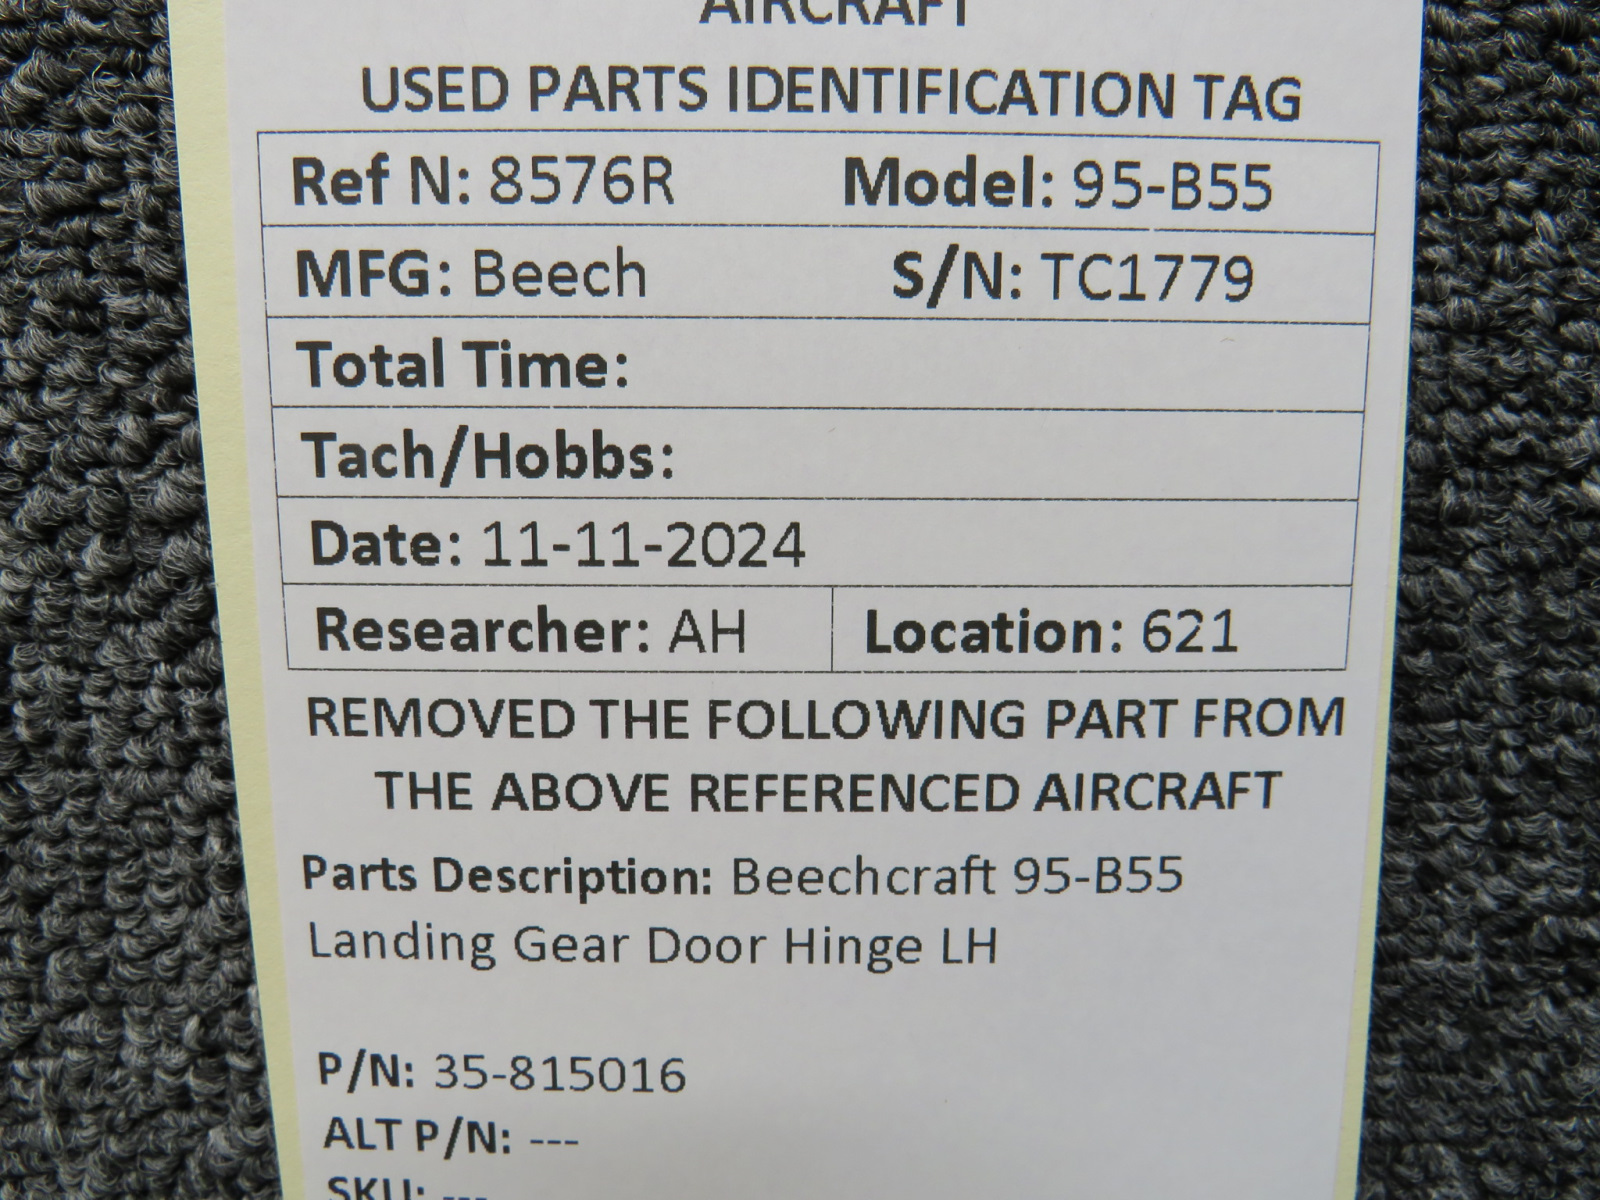 AIRCRAFT
USED PARTS IDENTIFICATION TAG
Ref N: 8576R Model: 95-B55
MFG: Beech S/N: TC1779
Total Time:
Tach/Hobbs:
Date: 11-11-2024
Researcher: AH Location: 621
REMOVED THE FOLLOWING PART FROM
THE ABOVE REFERENCED AIRCRAFT
Parts Description: Beechcraft 95-B55
Landing Gear Door Hinge LH
P/N: 35-815016
ALT P/N: ---
SKU: ---